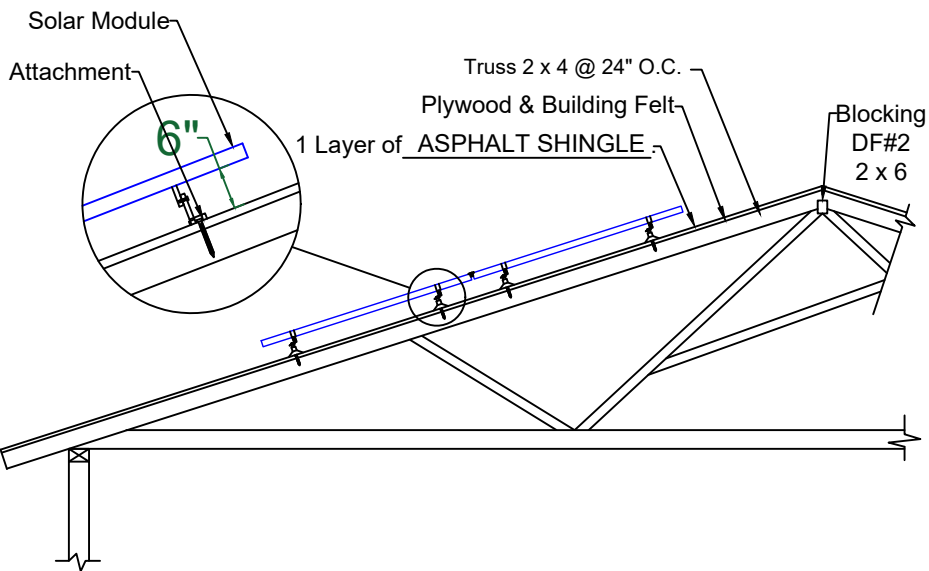 Solar Module
Attachment
6"
Truss 2 x 4 @ 24" O.C.
Plywood & Building Felt
1 Layer of ASPHALT SHINGLE .
Blocking
DF#2
2 x 6